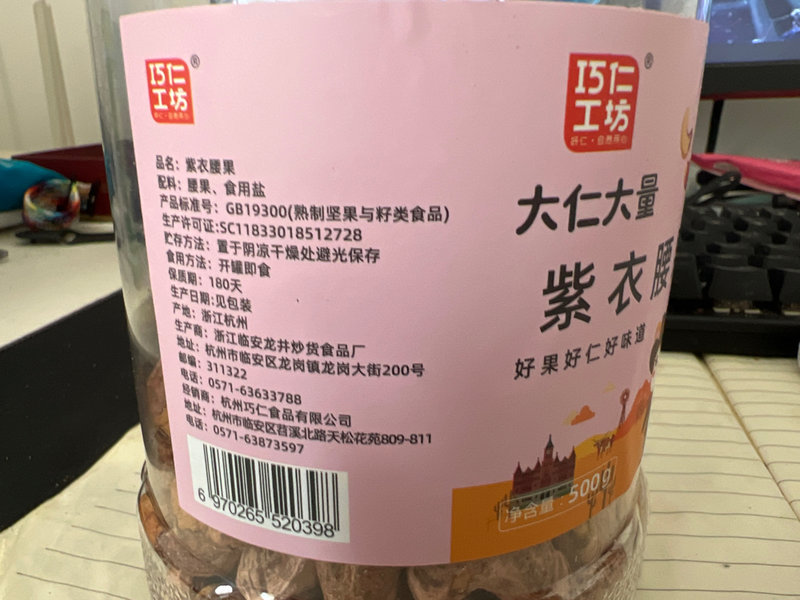 巧仁
工坊
®
品名：紫衣腰果
配料：腰果、食用盐
产品标准号：GB19300(熟制坚果与籽类食品)
生产许可证:SC11833018512728
贮存方法：置于阴凉干燥处避光保存
食用方法：开罐即食
保质期：180天
生产日期:见包装
产地：浙江杭州
生产商：浙江临安龙井炒货食品厂
地址：杭州市临安区龙岗镇龙岗大街200号
邮编：311322
电话：0571-63633788
经销商：杭州巧仁食品有限公司
地址：杭州市临安区苕溪北路天松花苑809-811
电话：0571-63873597
6 970265 520398
巧仁
工坊
®
好仁·自然用心
大仁大量
紫衣腰
好果好仁好味道
净含量：500g